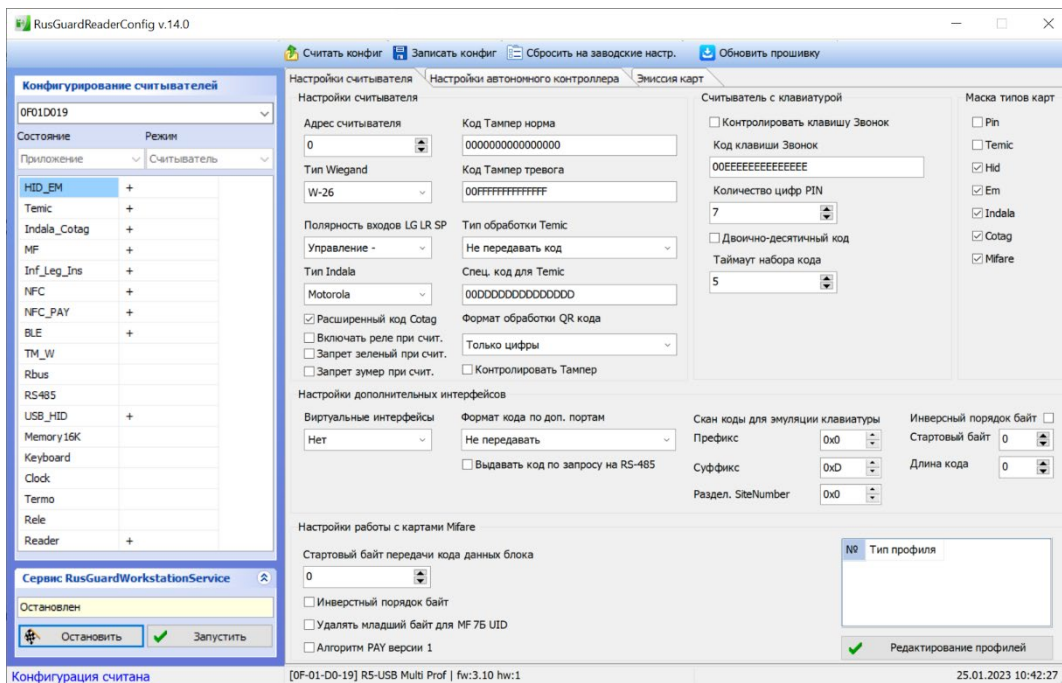 RusGuardReaderConfig v.14.0
Считать конфиг Записать конфиг Сбросить на заводские настр. Обновить прошивку
Конфигурирование считывателей
0F01D019
Состояние Режим
Приложение Считыватель
HID_EM +
Temic +
Indala_Cotag +
MF +
Inf_Leg_Ins +
NFC +
NFC_PAY +
BLE +
TM_W
Rbus
RS485
USB_HID +
Memory16K
Keyboard
Clock
Termo
Rele
Reader +
Сервис RusGuardWorkstationService
Остановлен
Остановить Запустить
Конфигурация считана
Настройки считывателя Настройки автономного контроллера Эмиссия карт
Настройки считывателя
Адрес считывателя Код Тампер норма
0 0000000000000000
Тип Wiegand Код Тампер тревога
W-26 00FFFFFFFFFFFFFF
Полярность входов LG LR SP Тип обработки Temic
Управление - Не передавать код
Тип Indala Спец. код для Temic
Motorola 00DDDDDDDDDDDDDD
Расширенный код Cotag Формат обработки QR кода
Включать реле при счит. Только цифры
Запрет зеленый при счит.
Запрет зумер при счит. Контролировать Тампер
Считыватель с клавиатурой
Контролировать клавишу Звонок
Код клавиши Звонок
00EEEEEEEEEEEEEE
Количество цифр PIN
7
Двоично-десятичный код
Таймаут набора кода
5
Маска типов карт
Pin
Temic
Hid
Em
Indala
Cotag
Mifare
Настройки дополнительных интерфейсов
Виртуальные интерфейсы Формат кода по доп. портам
Нет Не передавать
Выдавать код по запросу на RS-485
Скан коды для эмуляции клавиатуры
Префикс 0x0
Суффикс 0xD
Раздел. SiteNumber 0x0
Инверсный порядок байт
Стартовый байт 0
Длина кода 0
Настройки работы с картами Mifare
Стартовый байт передачи кода данных блока
0
Инверстный порядок байт
Удалять младший байт для MF 7Б UID
Алгоритм PAY версии 1
№ Тип профиля
Редактирование профилей
[0F-01-D0-19] R5-USB Multi Prof | fw:3.10 hw:1 25.01.2023 10:42:27